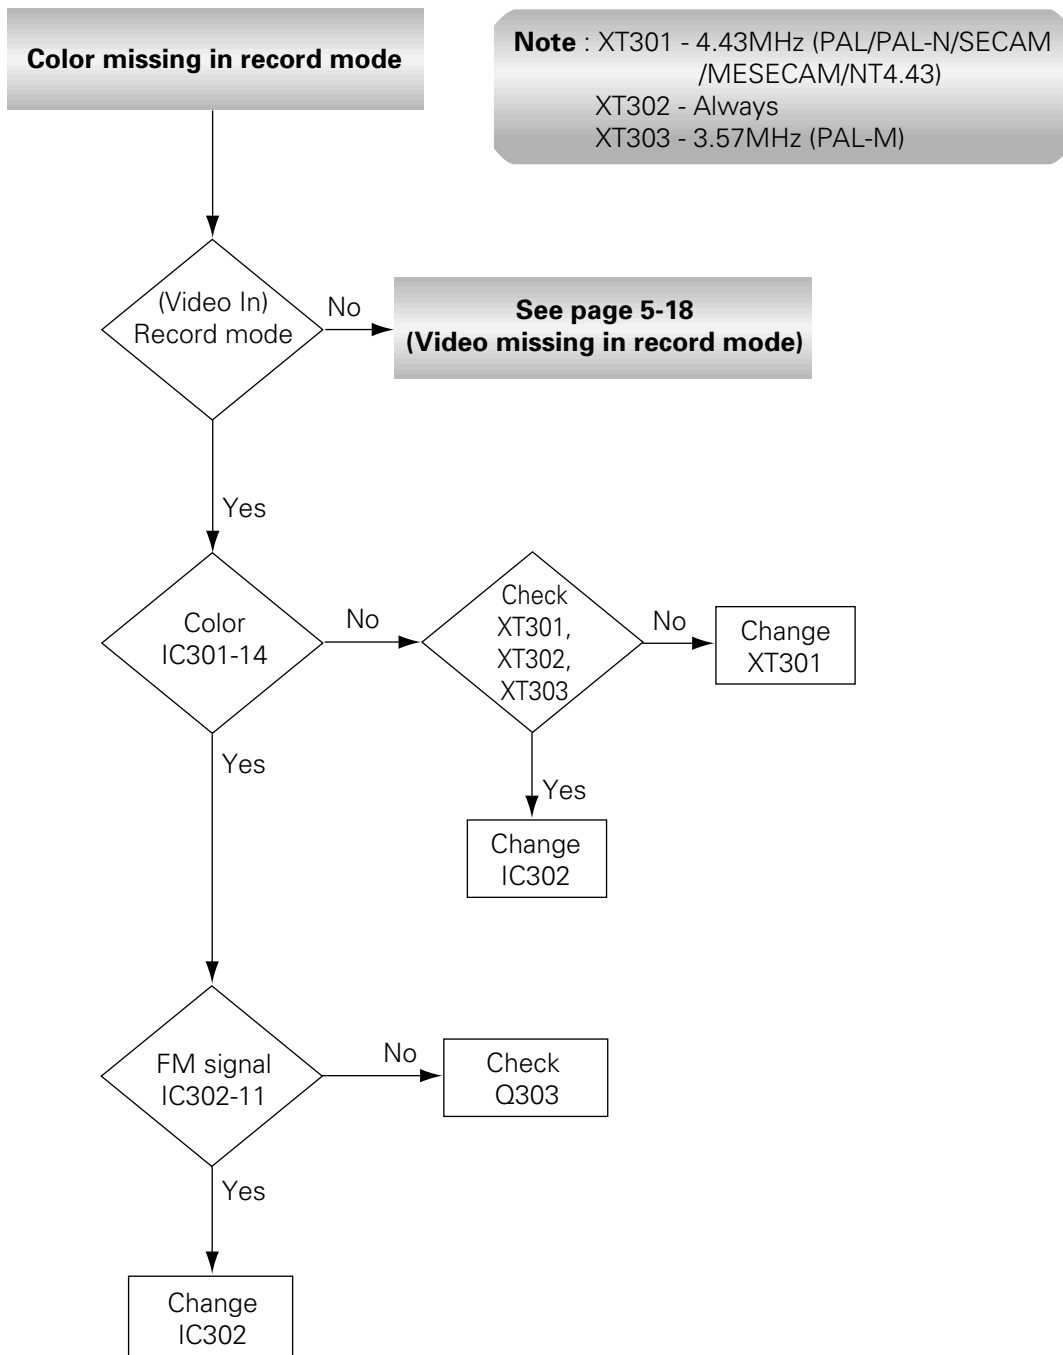 Color missing in record mode
Note : XT301 - 4.43MHz (PAL/PAL-N/SECAM
/MESECAM/NT4.43)
XT302 - Always
XT303 - 3.57MHz (PAL-M)
(Video In)
Record mode
No
See page 5-18
(Video missing in record mode)
Yes
Color
IC301-14
No
Check
XT301,
XT302,
XT303
No
Change
XT301
Yes
Yes
Change
IC302
FM signal
IC302-11
No
Check
Q303
Yes
Change
IC302